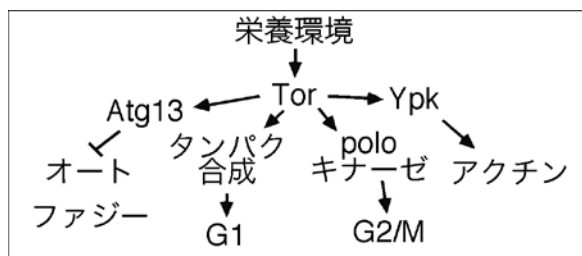 栄養環境
Tor
Atg13
Ypk
タンパク
合成
polo
キナーゼ
オート
ファジー
アクチン
G1
G2/M